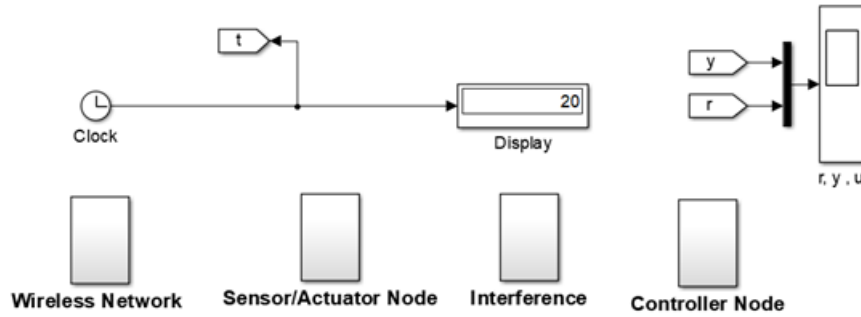 t
y
20
r
Clock
Display
r, y , u
Wireless Network
Sensor/Actuator Node
Interference
Controller Node